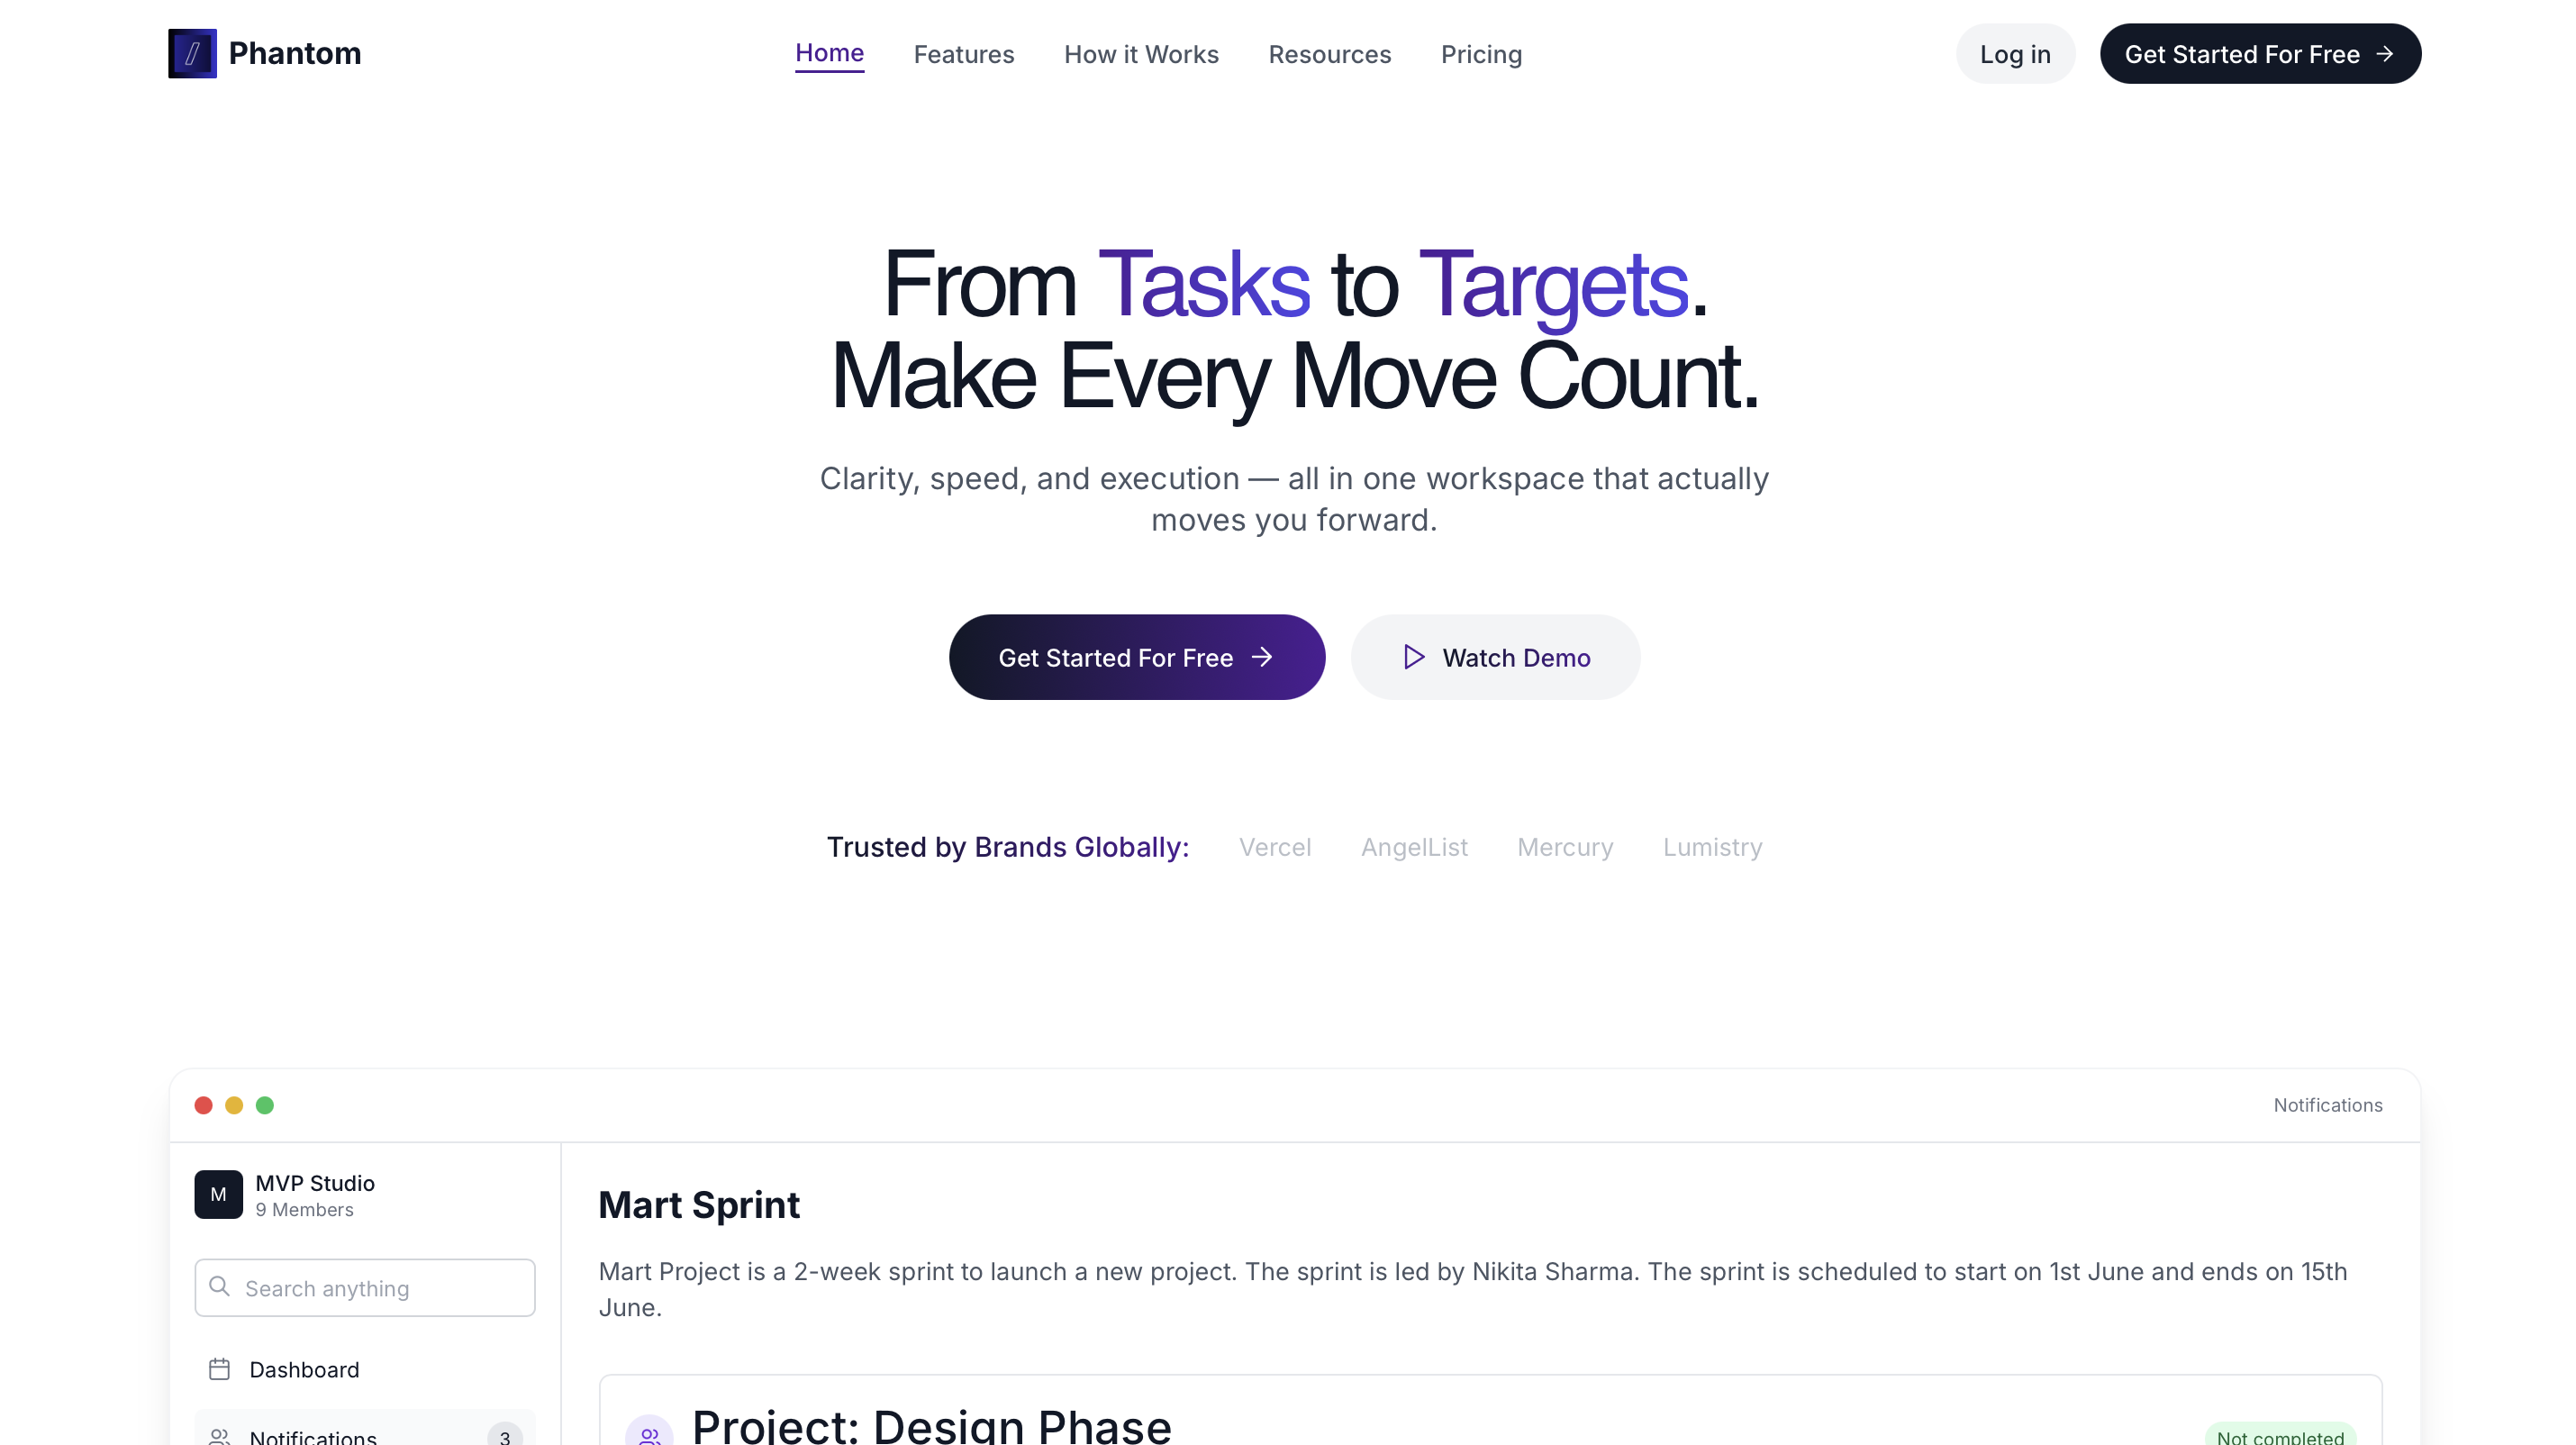 Phantom
Home
Features
How it Works
Resources
Pricing
Log in
Get Started For Free
From Tasks to Targets.
Make Every Move Count.
Clarity, speed, and execution — all in one workspace that actually
moves you forward.
Get Started For Free
Watch Demo
Trusted by Brands Globally:
Vercel
AngelList
Mercury
Lumistry
Notifications
M
MVP Studio
9 Members
Search anything
Dashboard
Notifications
3
Mart Sprint
Mart Project is a 2-week sprint to launch a new project. The sprint is led by Nikita Sharma. The sprint is scheduled to start on 1st June and ends on 15th
June.
Project: Design Phase
Not completed